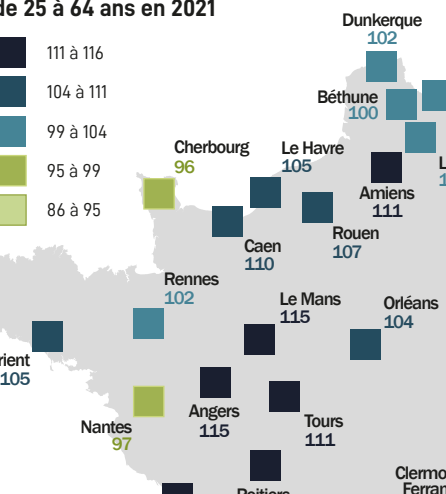 de 25 à 64 ans en 2021
111 à 116
104 à 111
99 à 104
95 à 99
86 à 95
Dunkerque
102
Béthune
100
Cherbourg
96
Le Havre
105
Amiens
111
Rouen
107
Caen
110
Rennes
102
Le Mans
115
Orléans
104
105
Angers
115
Tours
111
Nantes
97
Poitiers